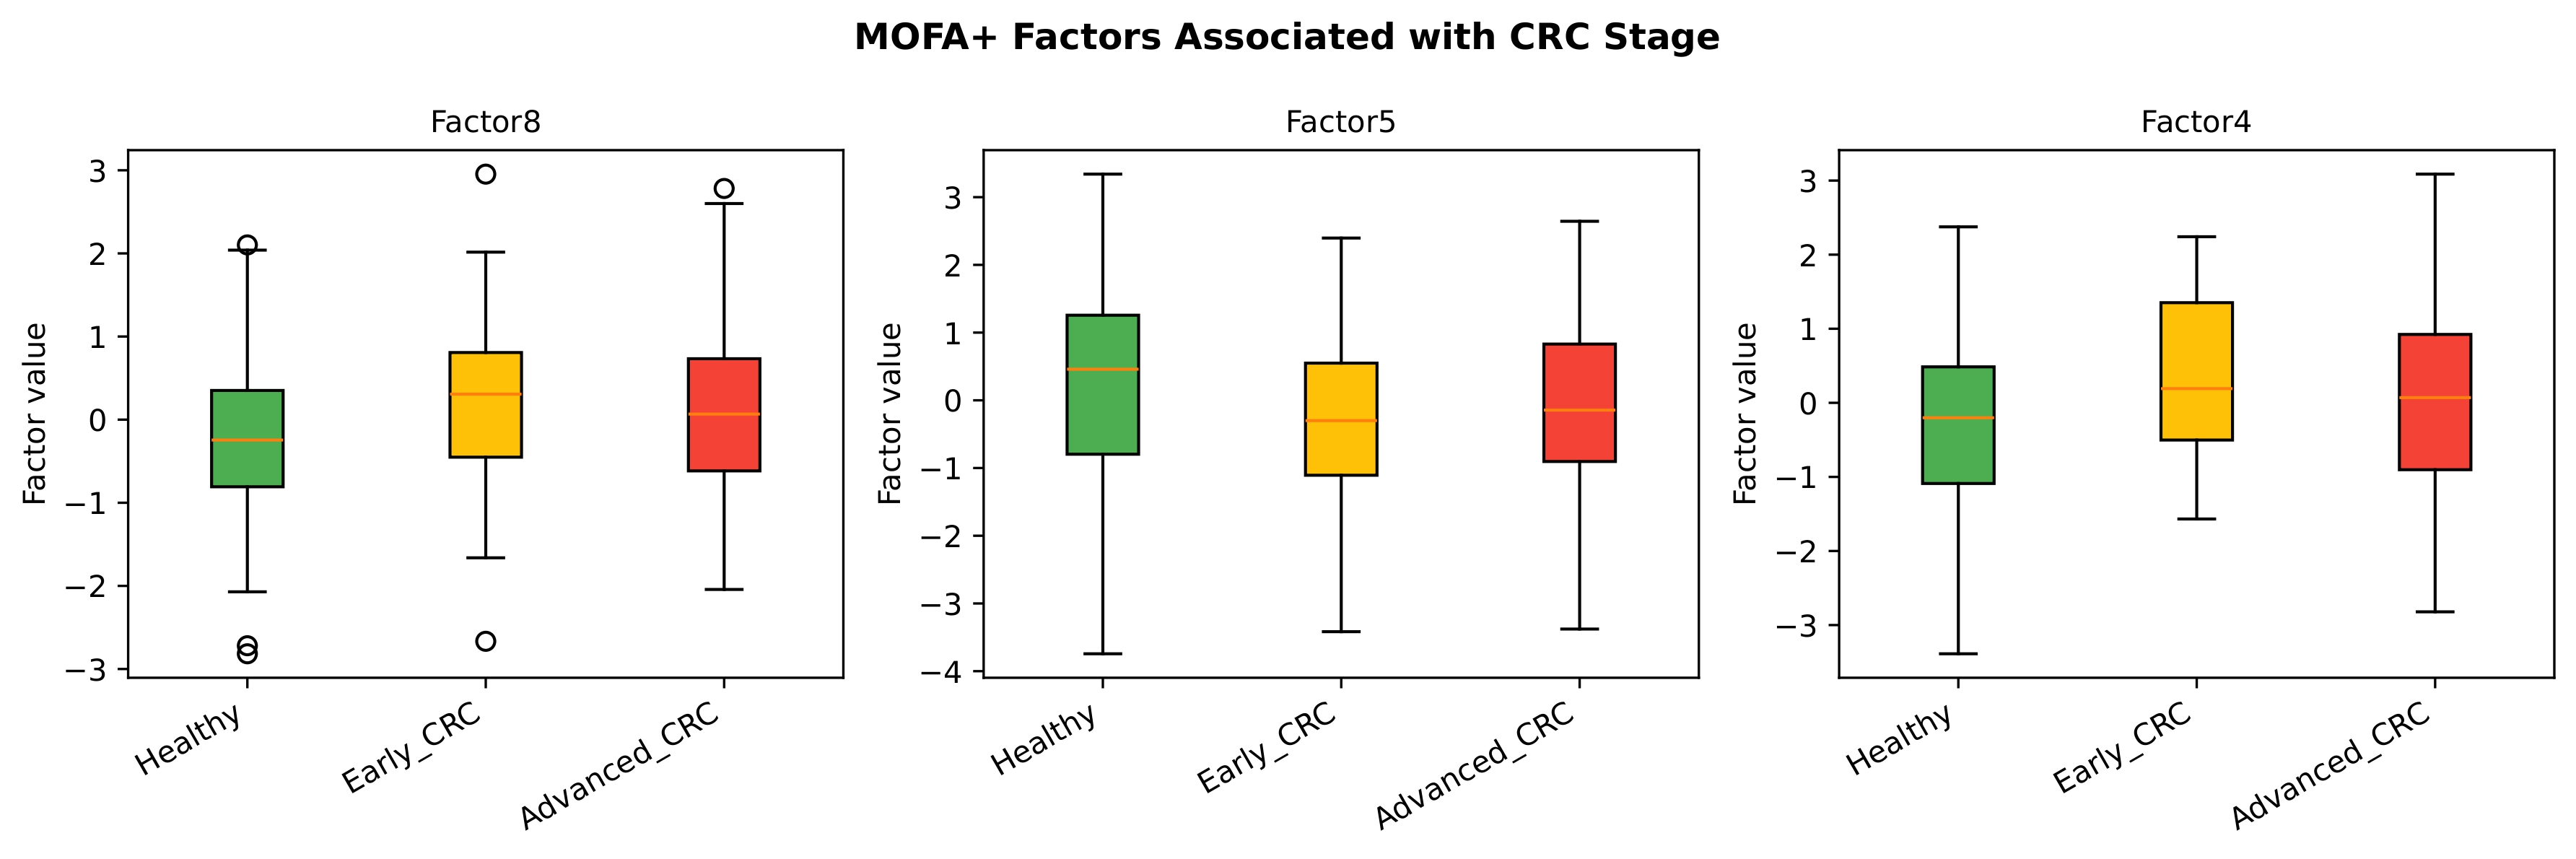 MOFA+ Factors Associated with CRC Stage
Factor8
Factor value
3
2
1
0
−1
−2
−3
Healthy
Early_CRC
Advanced_CRC
Factor5
Factor value
3
2
1
0
−1
−2
−3
−4
Healthy
Early_CRC
Advanced_CRC
Factor4
Factor value
3
2
1
0
−1
−2
−3
Healthy
Early_CRC
Advanced_CRC